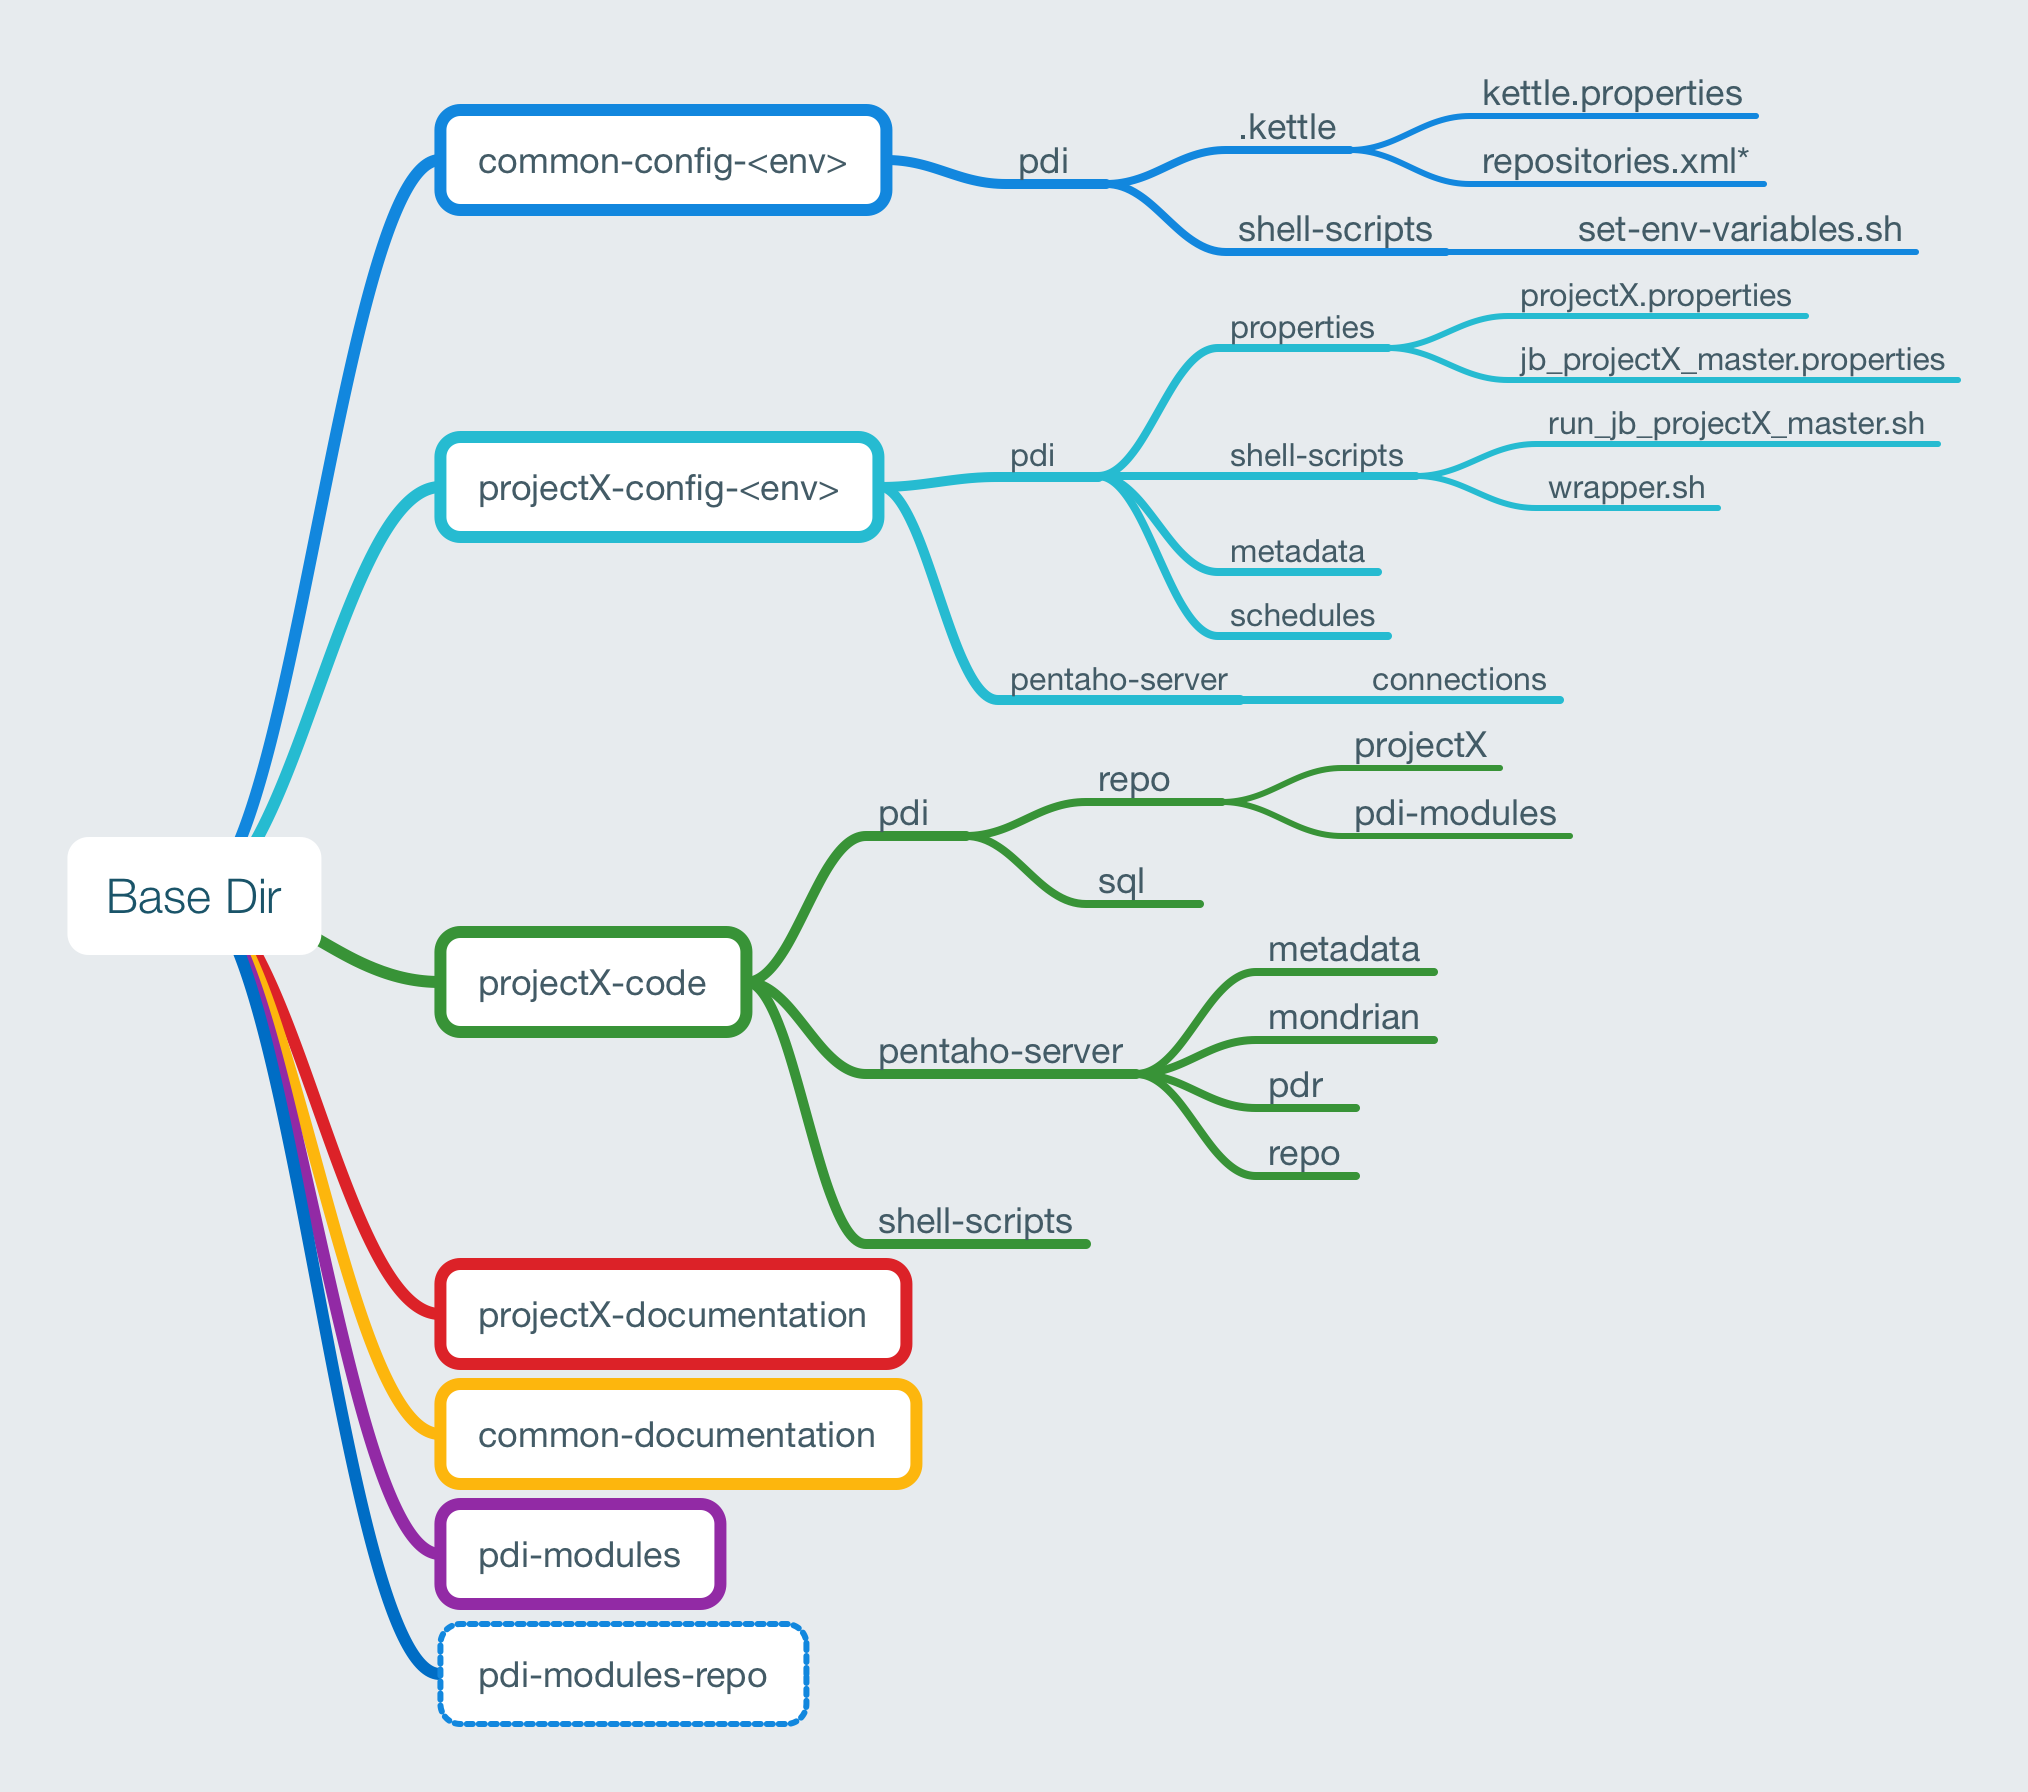 kettle.properties
.kettle
common-config-<env>
pdi
repositories.xml*
shell-scripts
set-env-variables.sh
projectX.properties
properties
jb_projectX_master.properties
run_jb_projectX_master.sh
projectX-config-<env>
pdi
shell-scripts
wrapper.sh
metadata
schedules
pentaho-server
connections
projectX
repo
pdi
pdi-modules
sql
Base Dir
projectX-code
metadata
mondrian
pentaho-server
pdr
repo
shell-scripts
projectX-documentation
common-documentation
pdi-modules
pdi-modules-repo